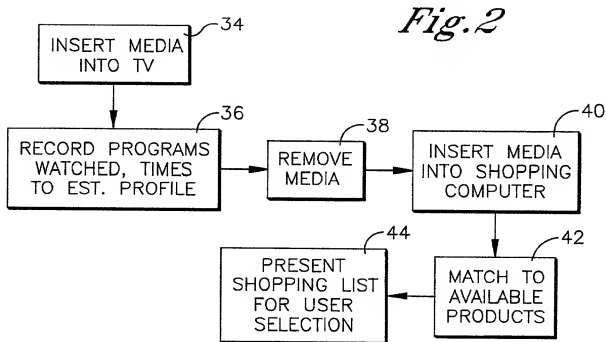 Fig.2
34
INSERT MEDIA
INTO TV
36
RECORD PROGRAMS
WATCHED, TIMES
TO EST. PROFILE
38
REMOVE
MEDIA
40
INSERT MEDIA
INTO SHOPPING
COMPUTER
42
MATCH TO
AVAILABLE
PRODUCTS
44
PRESENT
SHOPPING LIST
FOR USER
SELECTION